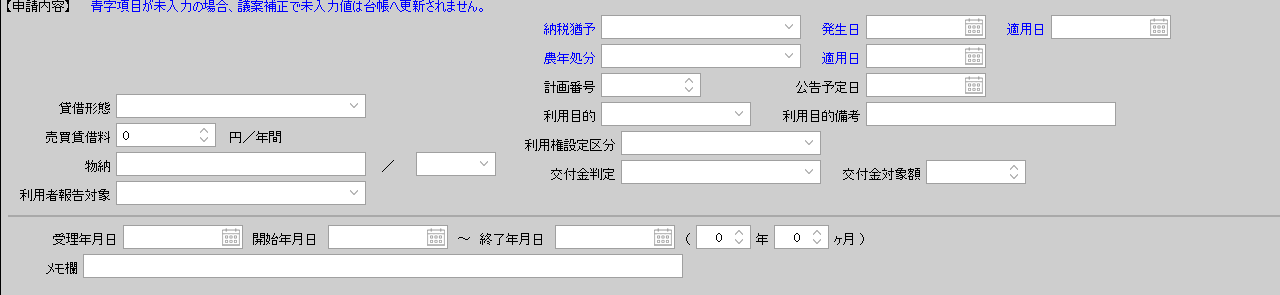 【申請内容】 青字項目が未入力の場合、議案補正で未入力値は台帳へ更新されません。
納税猶予 発生日 適用日
農年処分 適用日
計画番号 公告予定日
貸借形態 利用目的 利用目的備考
売買賃借料 0 円／年間 利用権設定区分
物納 ／ 交付金判定 交付金対象額
利用者報告対象
受理年月日 開始年月日 ～ 終了年月日 ( 0 年 0 ヶ月 )
メモ欄